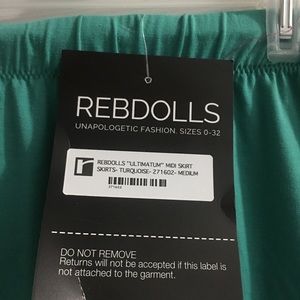 REBDOLLS
UNAPOLOGETIC FASHION. SIZES 0-32
REBDOLLS "ULTIMATUM" MIDI SKIRT
SKIRTS- TURQUOISE- 271602- MEDIUM
271602
DO NOT REMOVE
Returns will not be accepted if this label is
not attached to the garment.